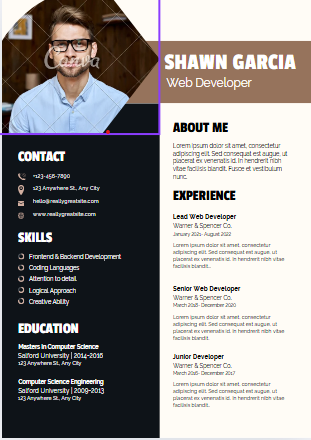 Canva
SHAWN GARCIA
Web Developer
CONTACT
+123-456-7890
123 Anywhere St., Any City
hello@reallygreatsite.com
www.reallygreatsite.com
SKILLS
Frontend & Backend Development
Coding Languages
Attention to detail
Logical Approach
Creative Ability
EDUCATION
Masters In Computer Science
Salford University | 2014-2016
123 Anywhere St., Any City
Computer Science Engineering
Salford University | 2009-2013
123 Anywhere St., Any City
ABOUT ME
Lorem ipsum dolor sit amet, consectetur
adipiscing elit. Sed consequat est augue, ut
placerat ex venenatis id. In hendrerit nibh
vitae facilisis blandit. Fusce et vestibulum
nunc.
EXPERIENCE
Lead Web Developer
Warner & Spencer Co.
January 2021- August 2022
Lorem ipsum dolor sit amet, consectetur
adipiscing elit. Sed consequat est augue, ut
placerat ex venenatis id. In hendrerit nibh vitae
facilisis blandit..
Senior Web Developer
Warner & Spencer Co.
March 2018- December 2020
Lorem ipsum dolor sit amet, consectetur
adipiscing elit. Sed consequat est augue, ut
placerat ex venenatis id. In hendrerit nibh vitae
facilisis blandit..
Junior Developer
Warner & Spencer Co.
March 2016- December 2017
Lorem ipsum dolor sit amet, consectetur
adipiscing elit. Sed consequat est augue, ut
placerat ex venenatis id. In hendrerit nibh vitae
facilisis blandit.